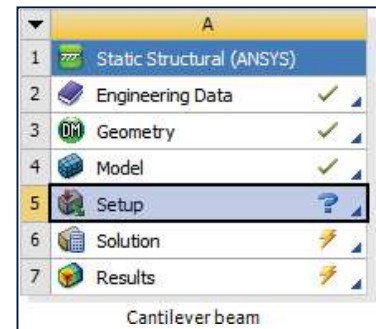 A
1 Static Structural (ANSYS)
2 Engineering Data
3 DM Geometry
4 Model
5 Setup ?
6 Solution
7 Results
Cantilever beam